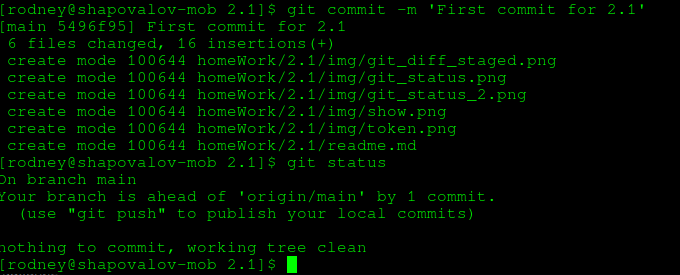 [rodney@shapovalov-mob 2.1]$ git commit -m 'First commit for 2.1'
[main 5496f95] First commit for 2.1
 6 files changed, 16 insertions(+)
 create mode 100644 homeWork/2.1/img/git_diff_staged.png
 create mode 100644 homeWork/2.1/img/git_status.png
 create mode 100644 homeWork/2.1/img/git_status_2.png
 create mode 100644 homeWork/2.1/img/show.png
 create mode 100644 homeWork/2.1/img/token.png
 create mode 100644 homeWork/2.1/readme.md
[rodney@shapovalov-mob 2.1]$ git status
On branch main
Your branch is ahead of 'origin/main' by 1 commit.
  (use "git push" to publish your local commits)
nothing to commit, working tree clean
[rodney@shapovalov-mob 2.1]$